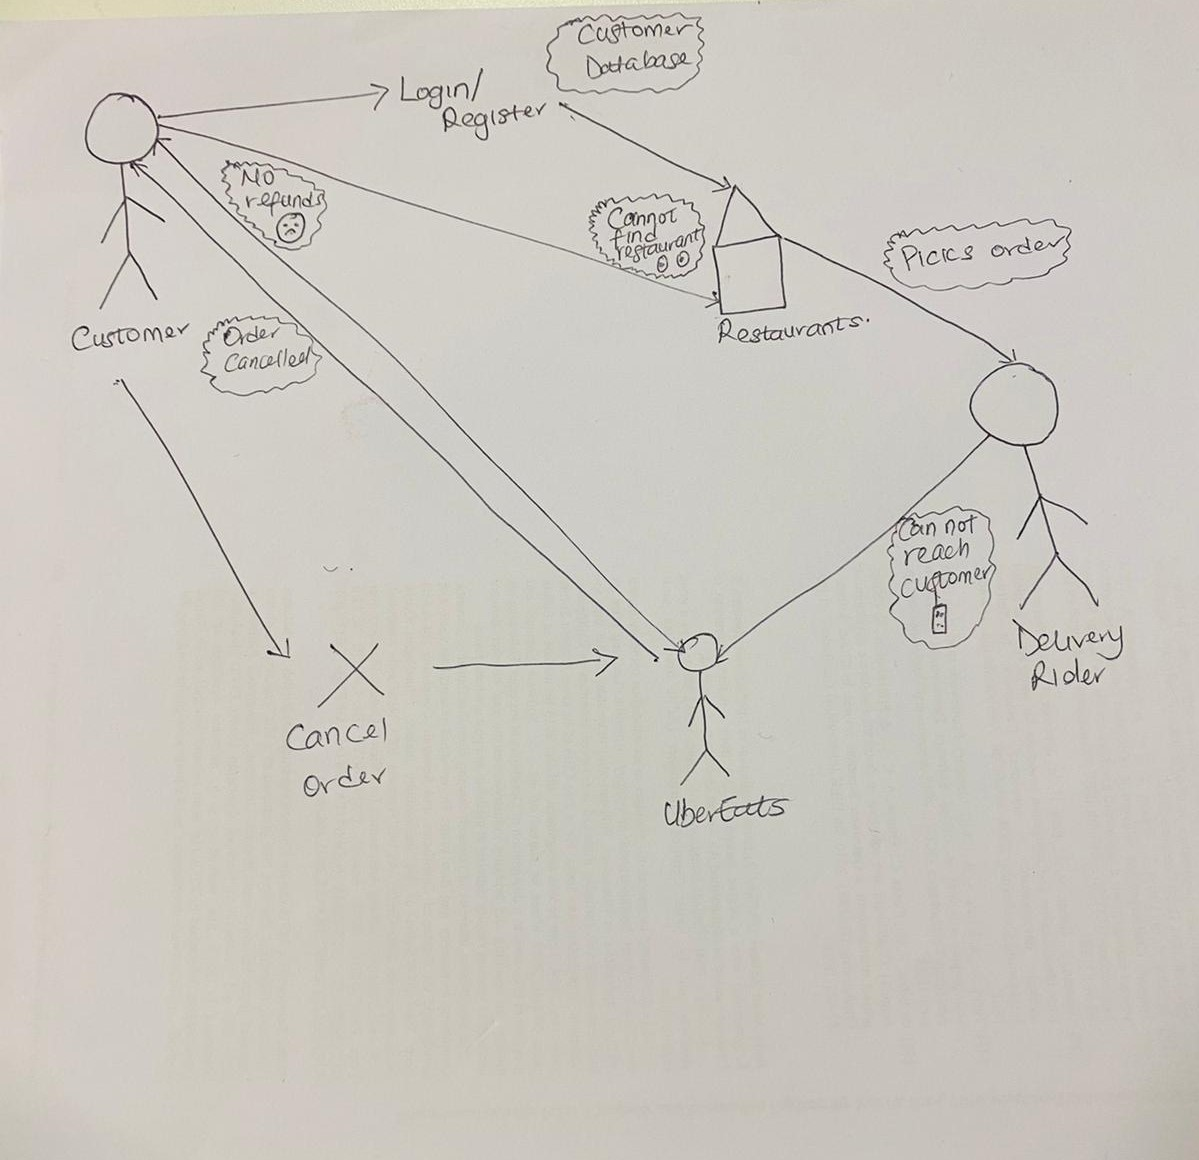 Customer
Database
Login/
Register
No
refunds
Cannot
find
restaurant
Picks order
Restaurants.
Customer
Order
Cancelled
Can not
reach
customer
Delivery
Rider
Cancel
order
UberEats